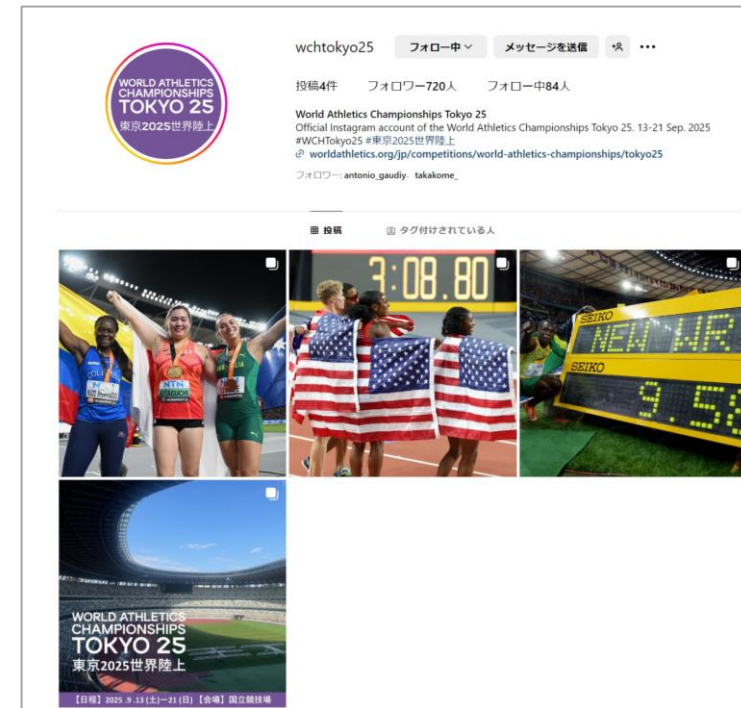 WORLD ATHLETICS
CHAMPIONSHIPS
TOKYO 25
東京2025世界陸上
wchtokyo25 フォロー中 メッセージを送信
投稿4件 フォロワー720人 フォロー中84人
World Athletics Championships Tokyo 25
Official Instagram account of the World Athletics Championships Tokyo 25. 13-21 Sep. 2025
#WCHTokyo25 #東京2025世界陸上
worldathletics.org/jp/competitions/world-athletics-championships/tokyo25
フォロワー: antonio_gaudiy、takakome_
投稿 タグ付けされている人
COLOMBIA
NTN
NTN
KITAGUCHI
3:08.80
SEIKO
NEW WR
SEIKO
9.58
WORLD ATHLETICS
CHAMPIONSHIPS
TOKYO 25
東京2025世界陸上
【日程】2025.9.13(土)ー21(日)【会場】国立競技場